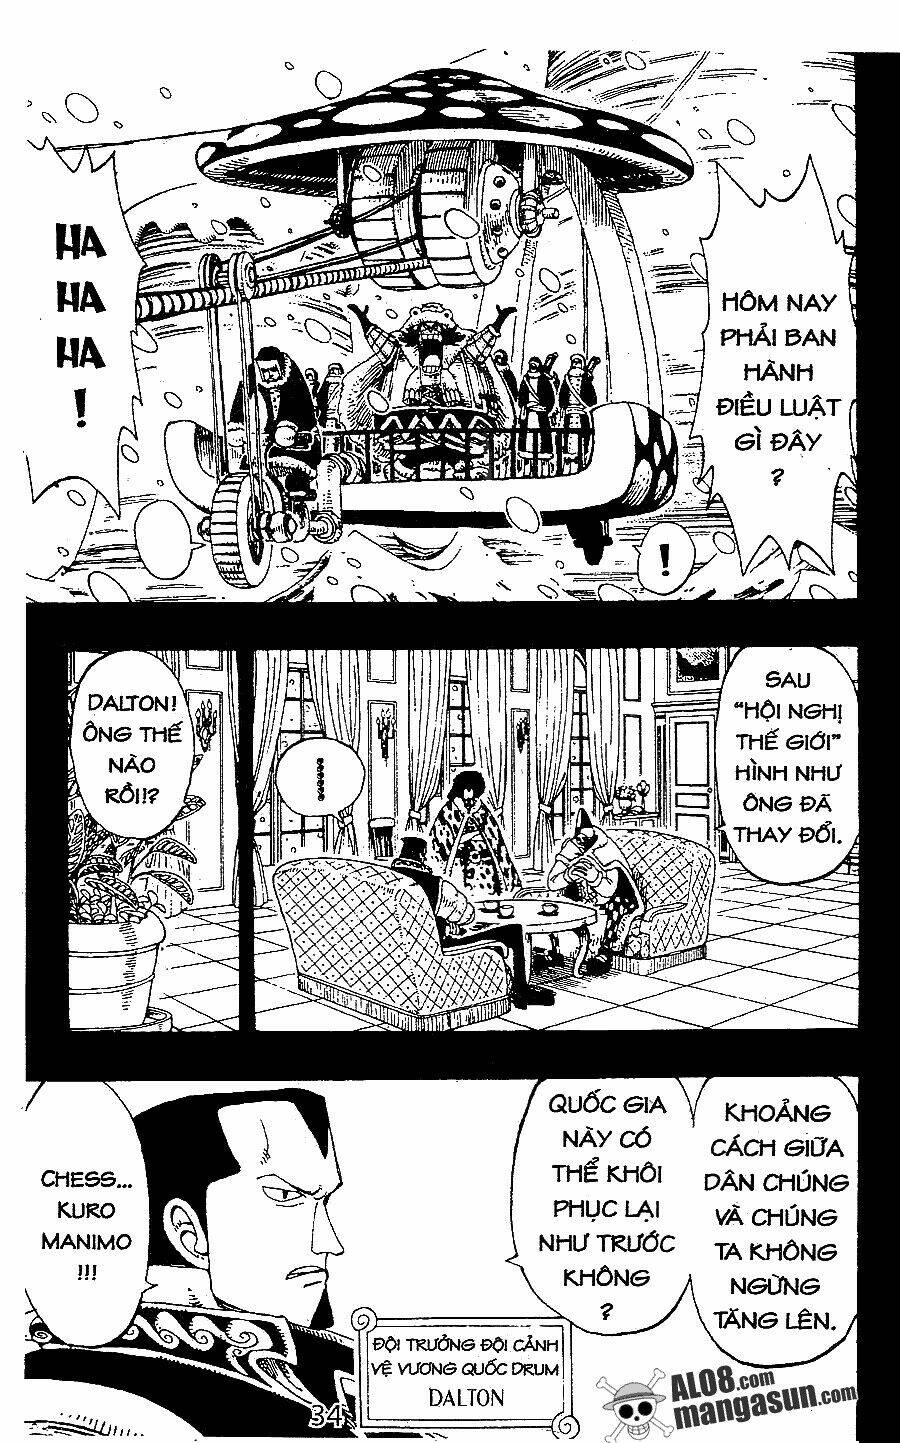 HÔM NAY
PHẢI BAN
HÀNH
ĐIỀU LUẬT
GÌ ĐÂY
?
HA
HA
HA
!
!
SAU
"HỘI NGHỊ
THẾ GIỚI"
HÌNH NHƯ
ÔNG ĐÃ
THAY ĐỔI.
......
DALTON!
ÔNG THẾ
NÀO
RỒI!?
KHOẢNG
CÁCH GIỮA
DÂN CHÚNG
VÀ CHÚNG
TA KHÔNG
NGỪNG
TĂNG LÊN.
QUỐC GIA
NÀY CÓ
THỂ KHÔI
PHỤC LẠI
NHƯ TRƯỚC
KHÔNG
?
CHESS...
KURO
MANIMO
!!!
ĐỘI TRƯỞNG ĐỘI CẢNH
VỆ VƯƠNG QUỐC DRUM
DALTON
34
ALO8.com
mangasun.com